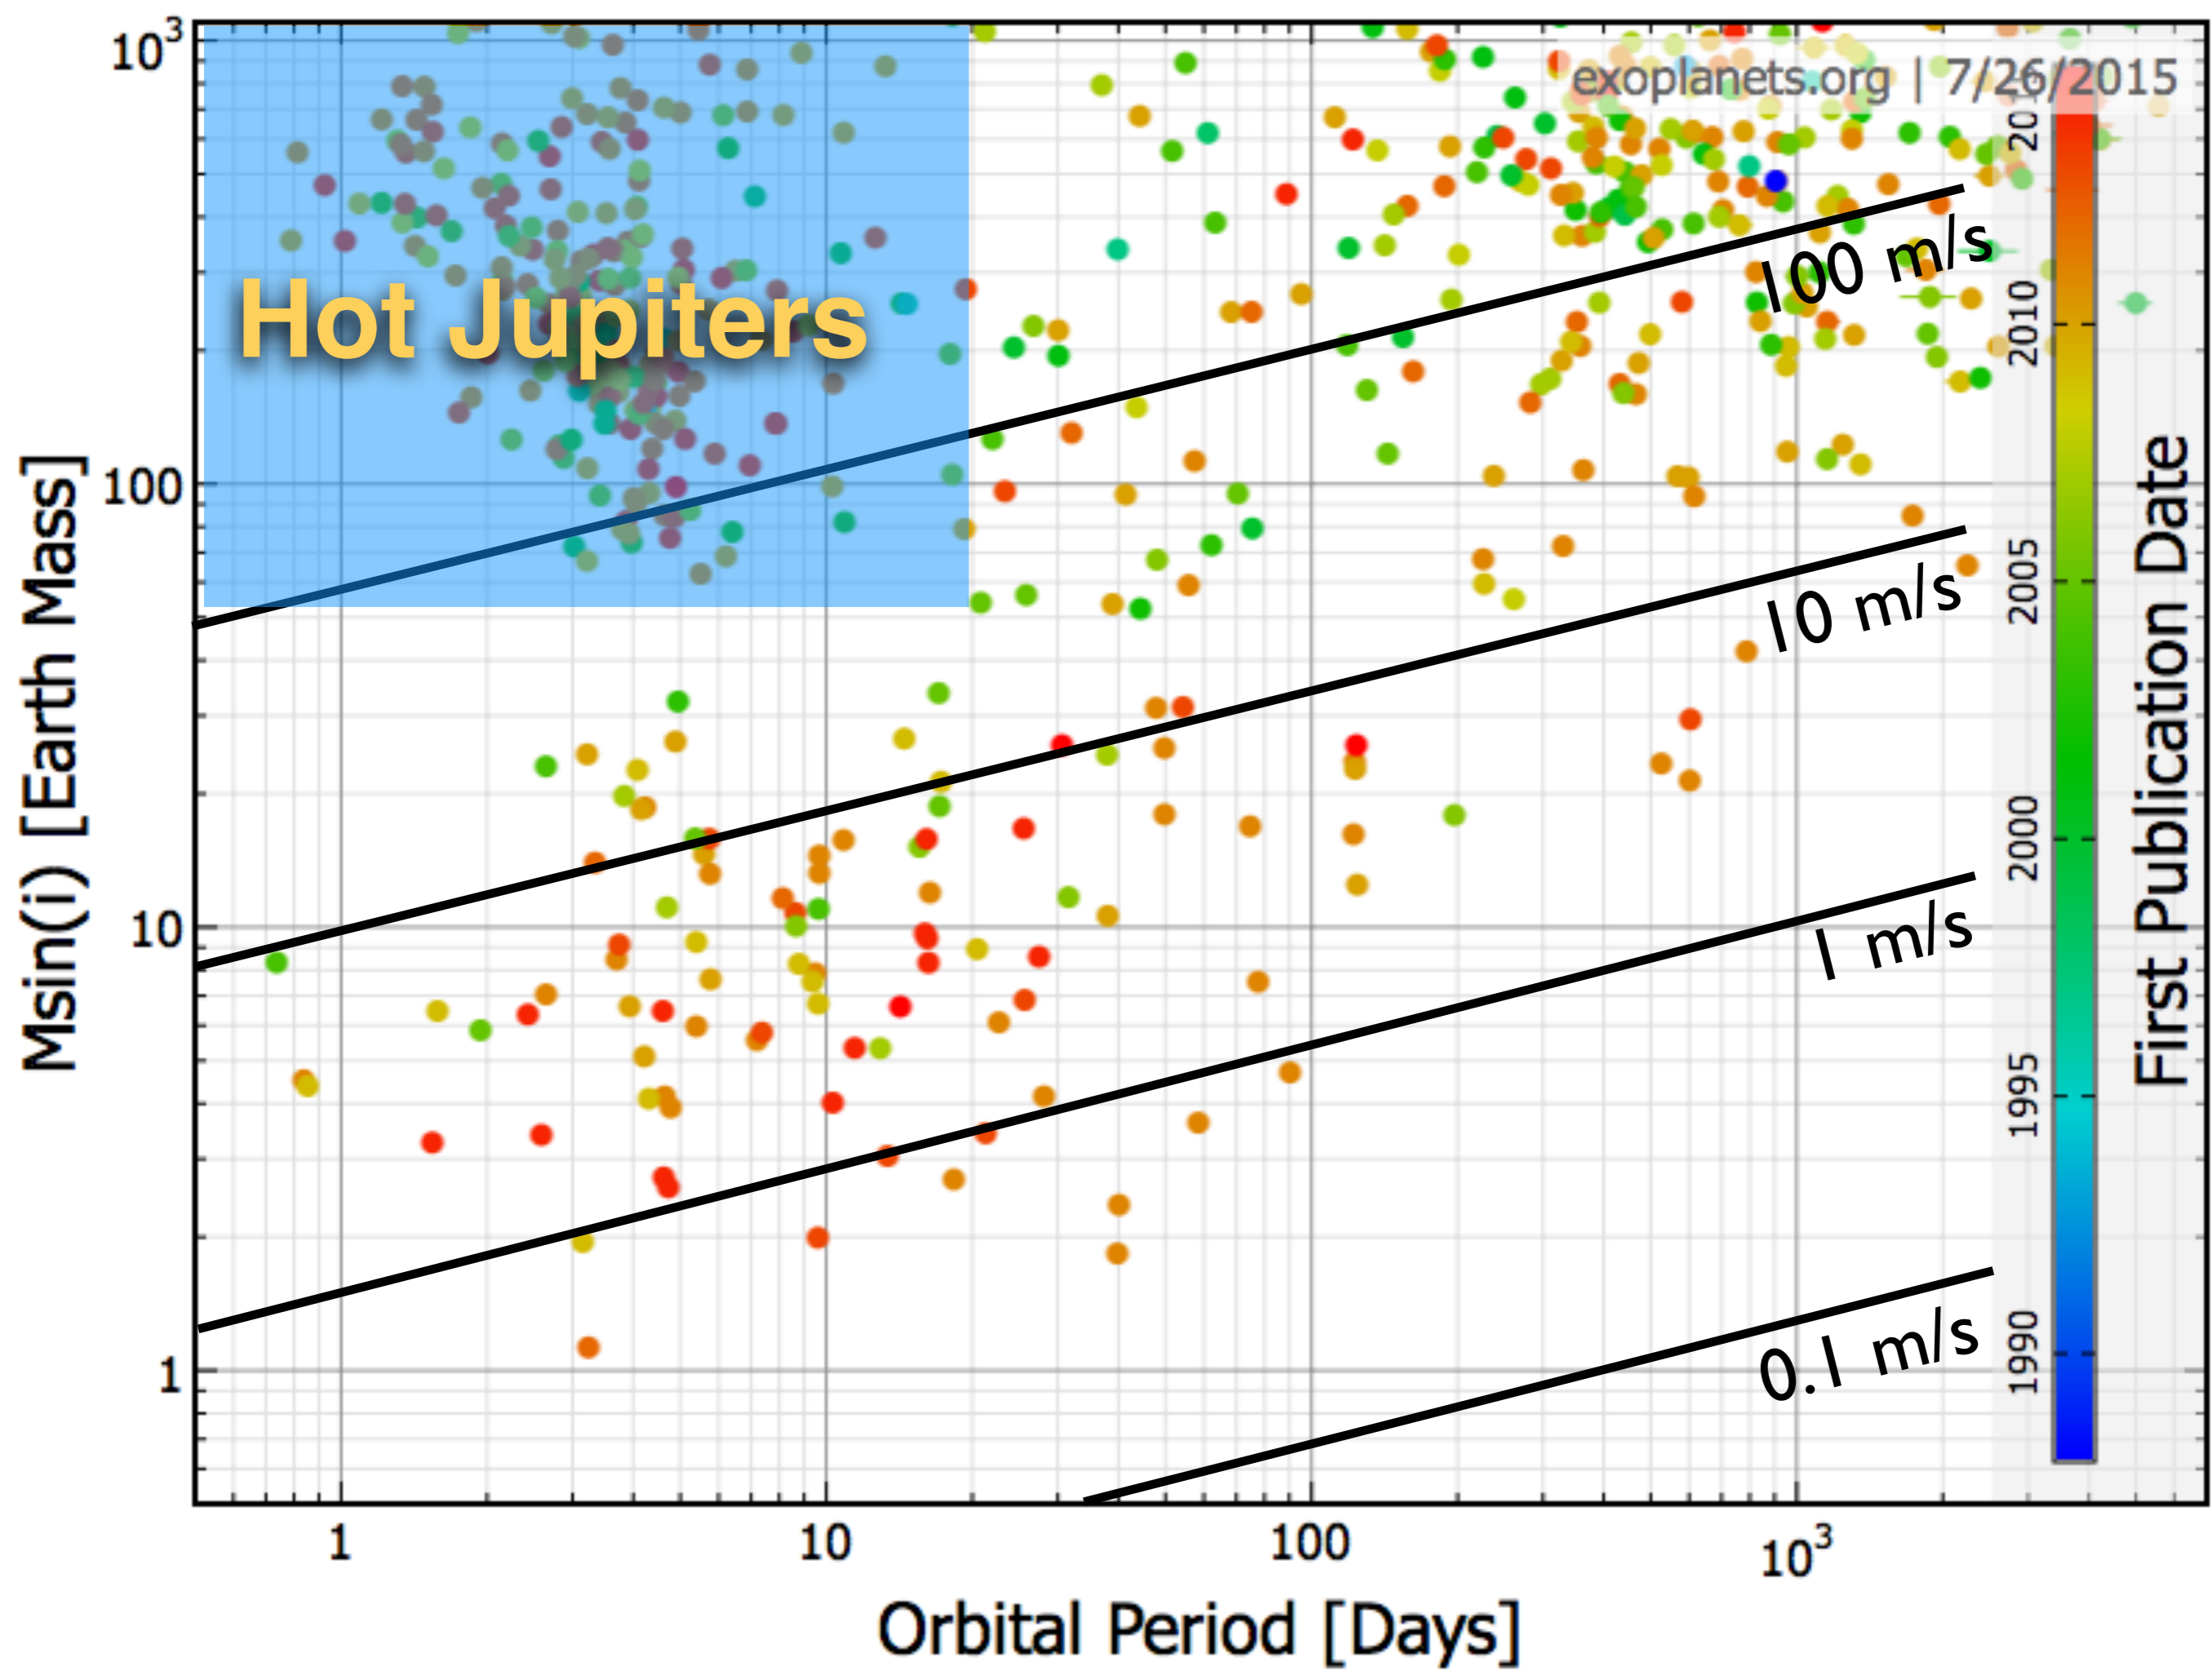 10³
100
10
1
Msin(i) [Earth Mass]
Hot Jupiters
exoplanets.org | 7/26/2015
100 m/s
10 m/s
1 m/s
0.1 m/s
2010
2005
2000
1995
1990
First Publication Date
1
10
100
10³
Orbital Period [Days]